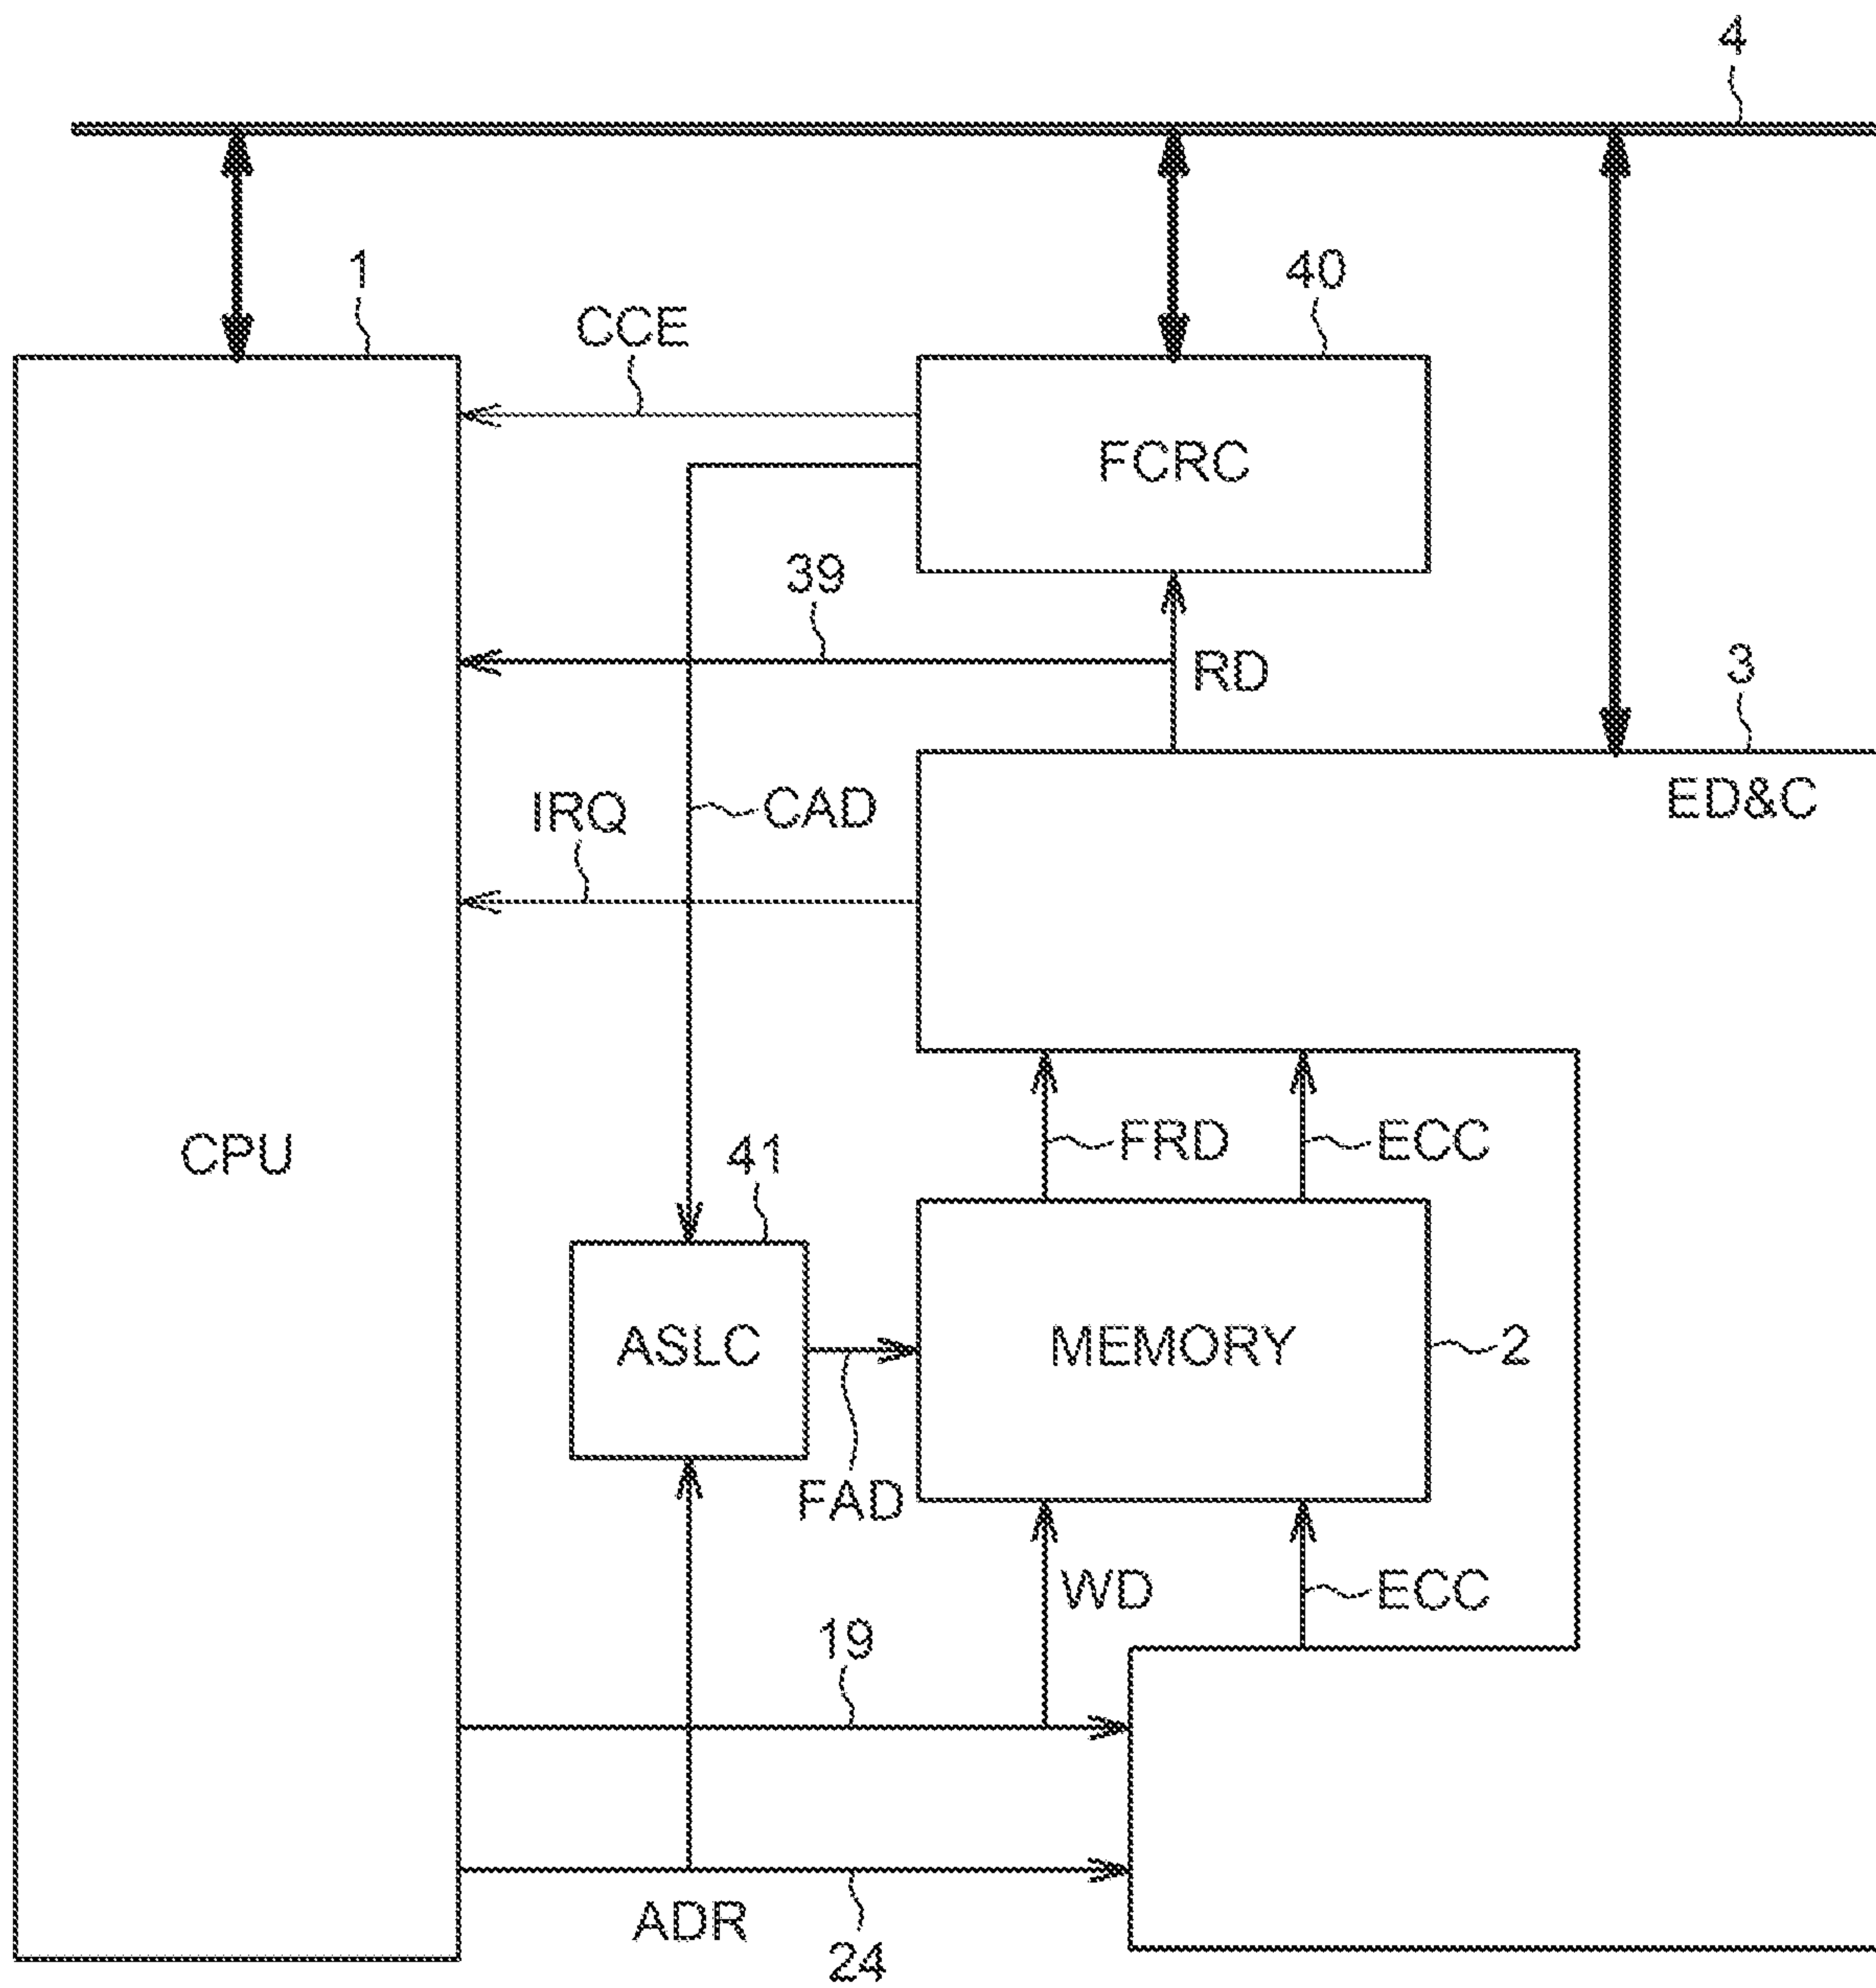 4
1
40
CCE
FCRC
39
RD
3
ED&C
IRQ
CAD
CPU
FRD
ECC
41
ASLC
MEMORY
2
FAD
WD
ECC
19
ADR
24